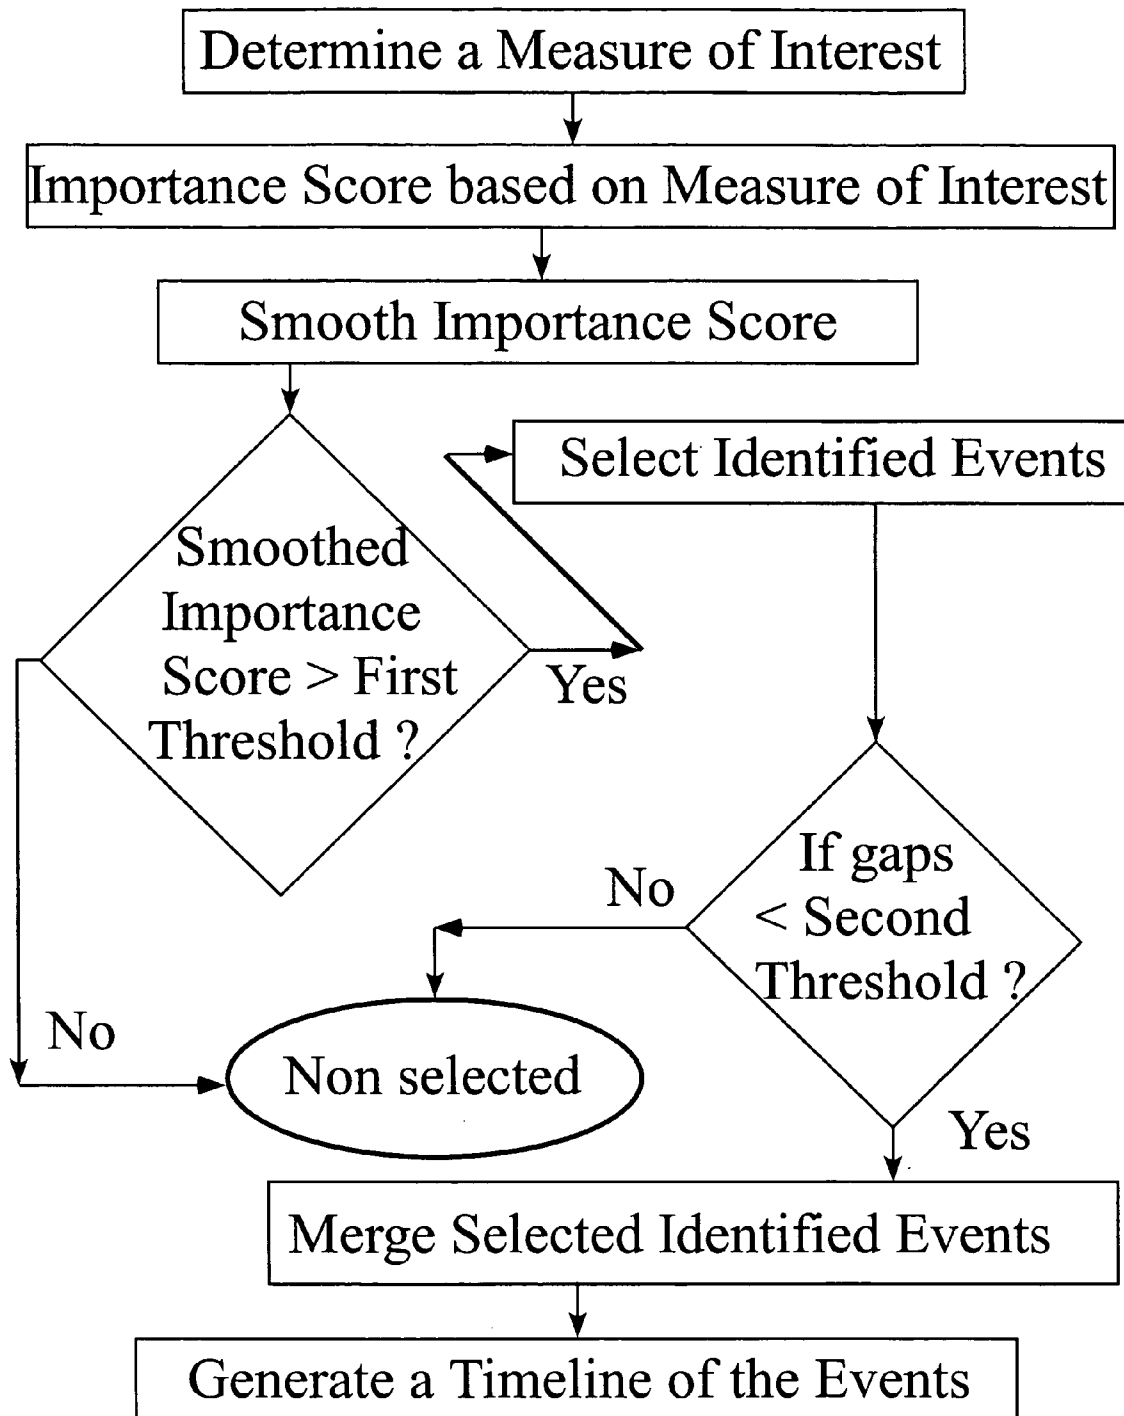 Determine a Measure of Interest
Importance Score based on Measure of Interest
Smooth Importance Score
Select Identified Events
Smoothed
Importance
Score > First
Threshold ?
Yes
If gaps
< Second
Threshold ?
No
No
Non selected
Yes
Merge Selected Identified Events
Generate a Timeline of the Events